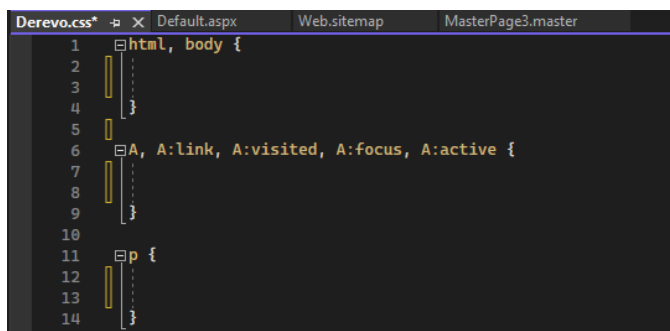 Derevo.css* Default.aspx Web.sitemap MasterPage3.master
1 html, body {
2
3
4 }
5
6 A, A:link, A:visited, A:focus, A:active {
7
8
9 }
10
11 p {
12
13
14 }